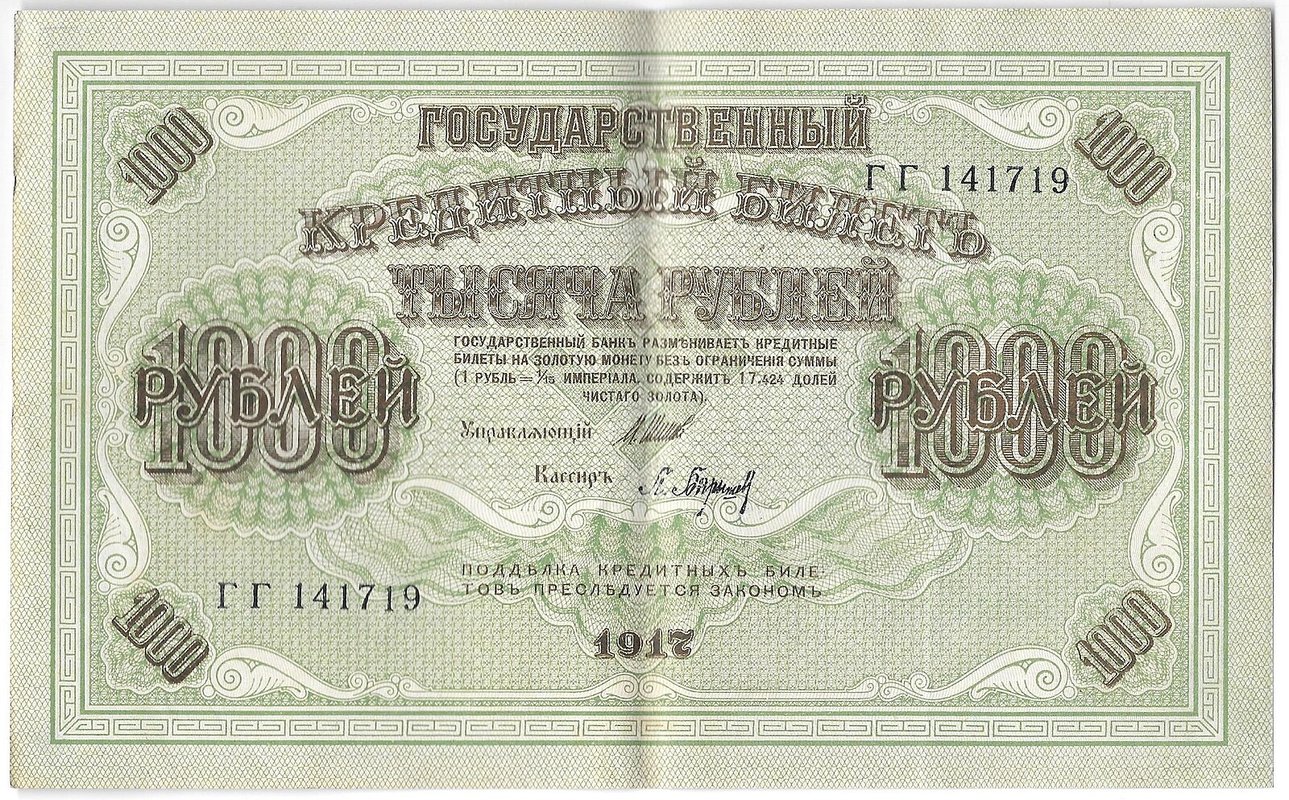 1000
1000
ГОСУДАРСТВЕННЫЙ
ГГ 141719
КРЕДИТНЫЙ БИЛЕТЪ
ТЫСЯЧА РУБЛЕЙ
1000
РУБЛЕЙ
1000
РУБЛЕЙ
ГОСУДАРСТВЕННЫЙ БАНКЪ РАЗМѢНИВАЕТЪ КРЕДИТНЫЕ
БИЛЕТЫ НА ЗОЛОТУЮ МОНЕТУ БЕЗЪ ОГРАНИЧЕНІЯ СУММЫ
(1 РУБЛЬ = 1/15 ИМПЕРІАЛА, СОДЕРЖИТЪ 17.424 ДОЛЕЙ
ЧИСТАГО ЗОЛОТА).
Управляющій
Кассиръ
ПОДДѢЛКА КРЕДИТНЫХЪ БИЛЕ-
ТОВЪ ПРЕСЛѢДУЕТСЯ ЗАКОНОМЪ
ГГ 141719
1917
1000
1000